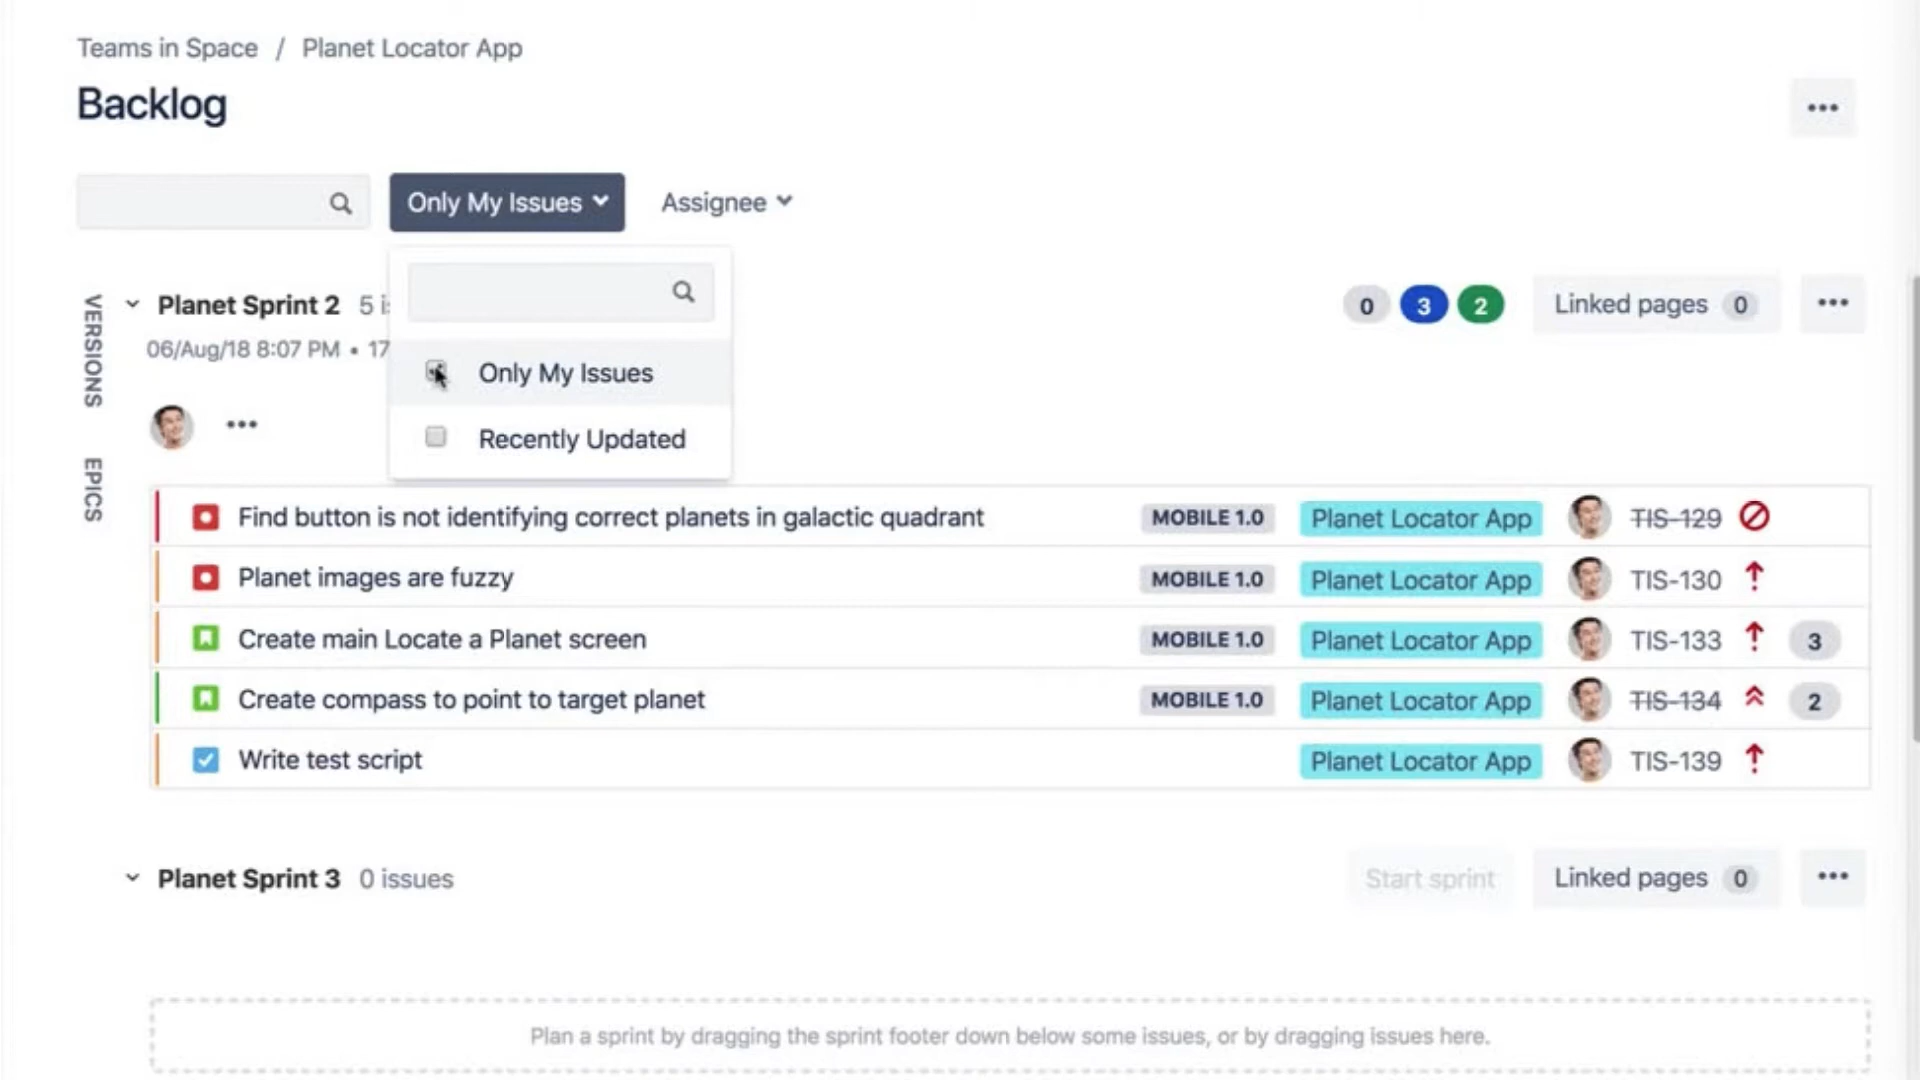 Teams in Space / Planet Locator App
Backlog
Only My Issues
Assignee
VERSIONS
EPICS
Planet Sprint 2 5
0 3 2
Linked pages 0
06/Aug/18 8:07 PM • 17
Only My Issues
Recently Updated
Find button is not identifying correct planets in galactic quadrant MOBILE 1.0 Planet Locator App TIS-129
Planet images are fuzzy MOBILE 1.0 Planet Locator App TIS-130
Create main Locate a Planet screen MOBILE 1.0 Planet Locator App TIS-133 3
Create compass to point to target planet MOBILE 1.0 Planet Locator App TIS-134 2
Write test script Planet Locator App TIS-139
Planet Sprint 3 0 issues Start sprint Linked pages 0
Plan a sprint by dragging the sprint footer down below some issues, or by dragging issues here.